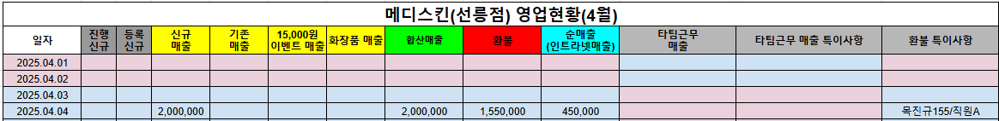 메디스킨(선릉점) 영업현황(4월)
일자 진행 신규 등록 신규 신규 매출 기존 매출 15,000원 이벤트 매출 화장품 매출 합산매출 환불 순매출 (인트라넷매출) 타팀근무 매출 타팀근무 매출 특이사항 환불 특이사항
2025.04.01
2025.04.02
2025.04.03
2025.04.04 2,000,000 2,000,000 1,550,000 450,000 목진규155/직원A